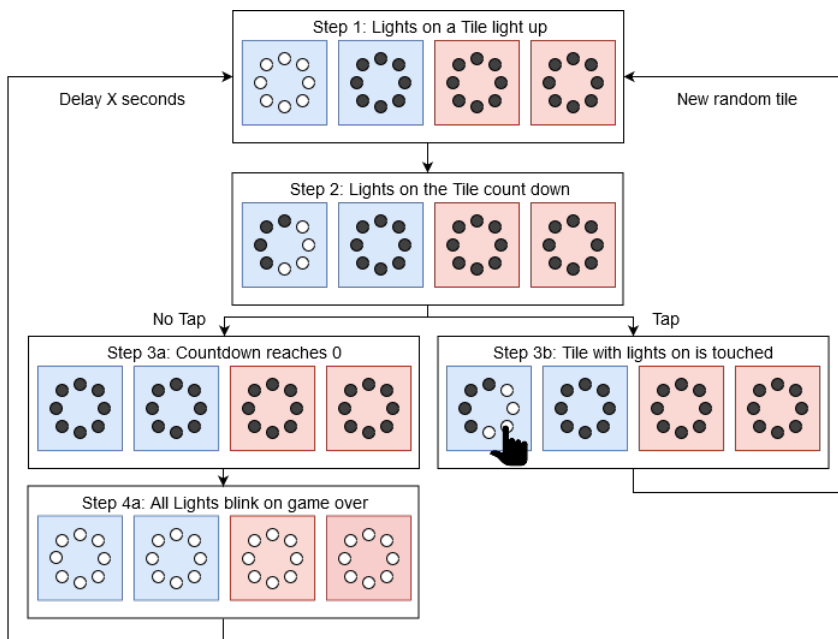 Step 1: Lights on a Tile light up
Delay X seconds
New random tile
Step 2: Lights on the Tile count down
No Tap
Tap
Step 3a: Countdown reaches 0
Step 3b: Tile with lights on is touched
Step 4a: All Lights blink on game over